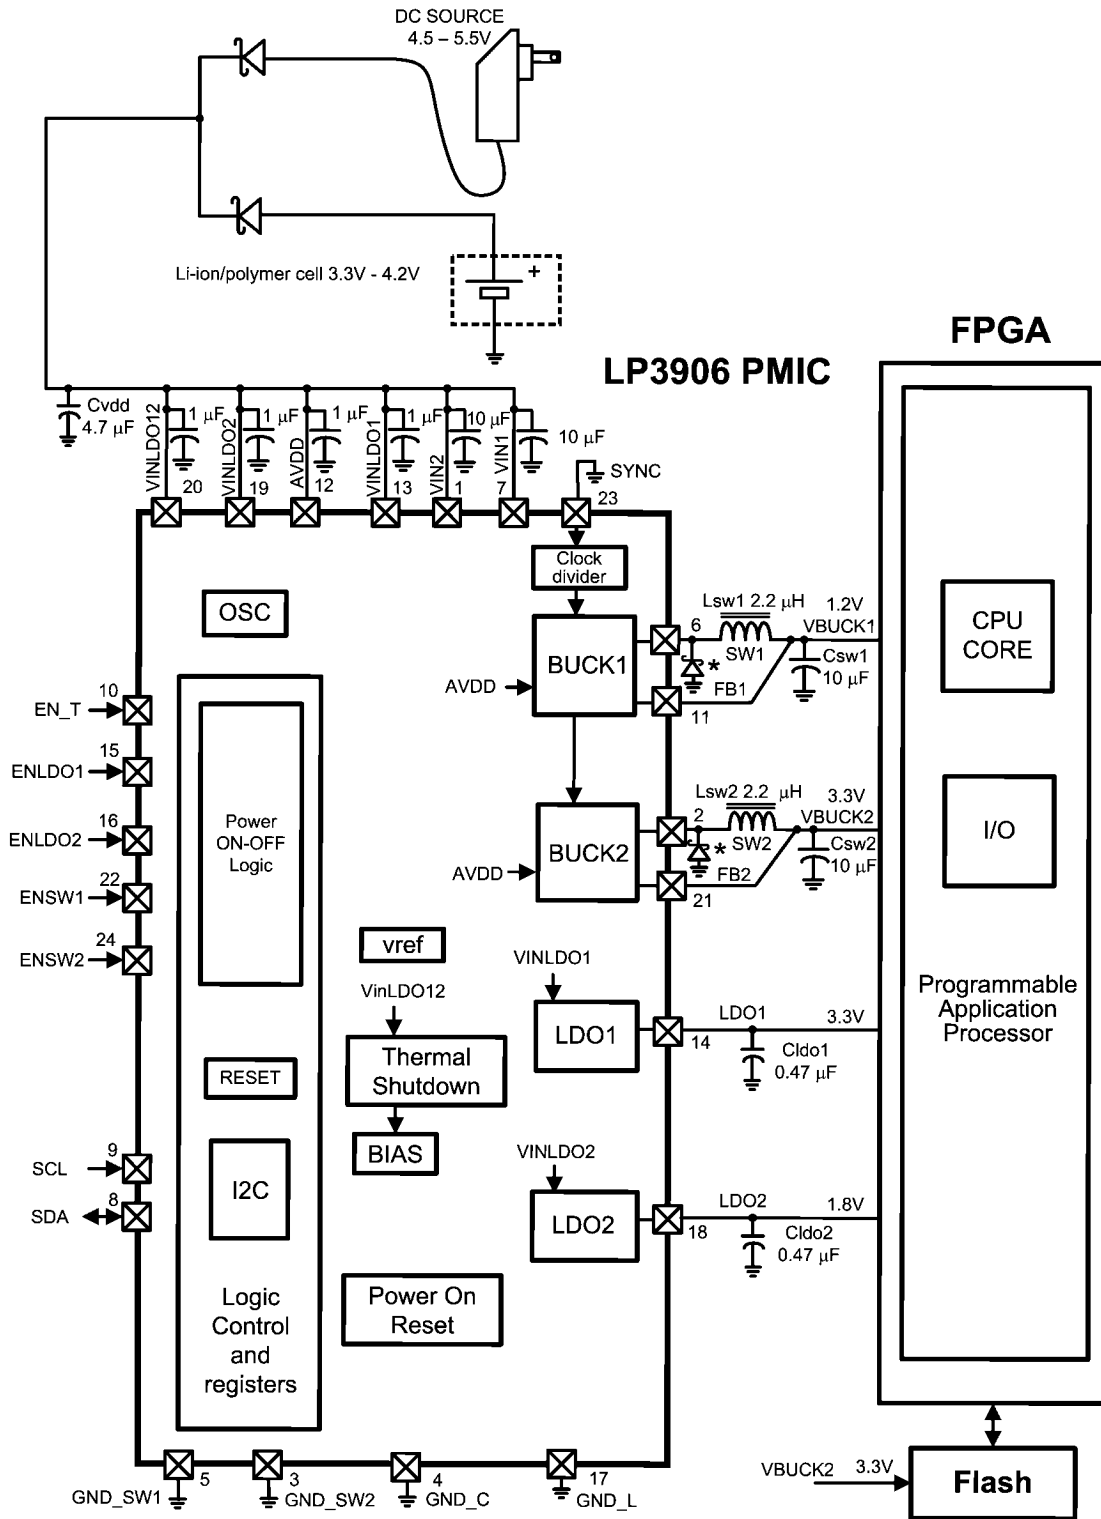 DC SOURCE
4.5 – 5.5V
Li-ion/polymer cell 3.3V - 4.2V
+
FPGA
LP3906 PMIC
Cvdd
4.7 µF
1 µF
1 µF
1 µF
1 µF
10 µF
10 µF
VINLDO12
VINLDO2
AVDD
VINLDO1
VIN2
VIN1
SYNC
20
19
12
13
1
7
23
Clock
divider
OSC
BUCK1
AVDD
6
Lsw1 2.2 µH
SW1
*
FB1
11
1.2V
VBUCK1
Csw1
10 µF
CPU
CORE
10
EN_T
15
ENLDO1
16
ENLDO2
22
ENSW1
24
ENSW2
Power
ON-OFF
Logic
BUCK2
AVDD
2
Lsw2 2.2 µH
SW2
*
FB2
21
3.3V
VBUCK2
Csw2
10 µF
I/O
vref
VinLDO12
Thermal
Shutdown
BIAS
VINLDO1
LDO1
14
LDO1
3.3V
Cldo1
0.47 µF
Programmable
Application
Processor
RESET
9
SCL
8
SDA
I2C
VINLDO2
LDO2
18
LDO2
1.8V
Cldo2
0.47 µF
Power On
Reset
Logic
Control
and
registers
5
GND_SW1
3
GND_SW2
4
GND_C
17
GND_L
VBUCK2
3.3V
Flash